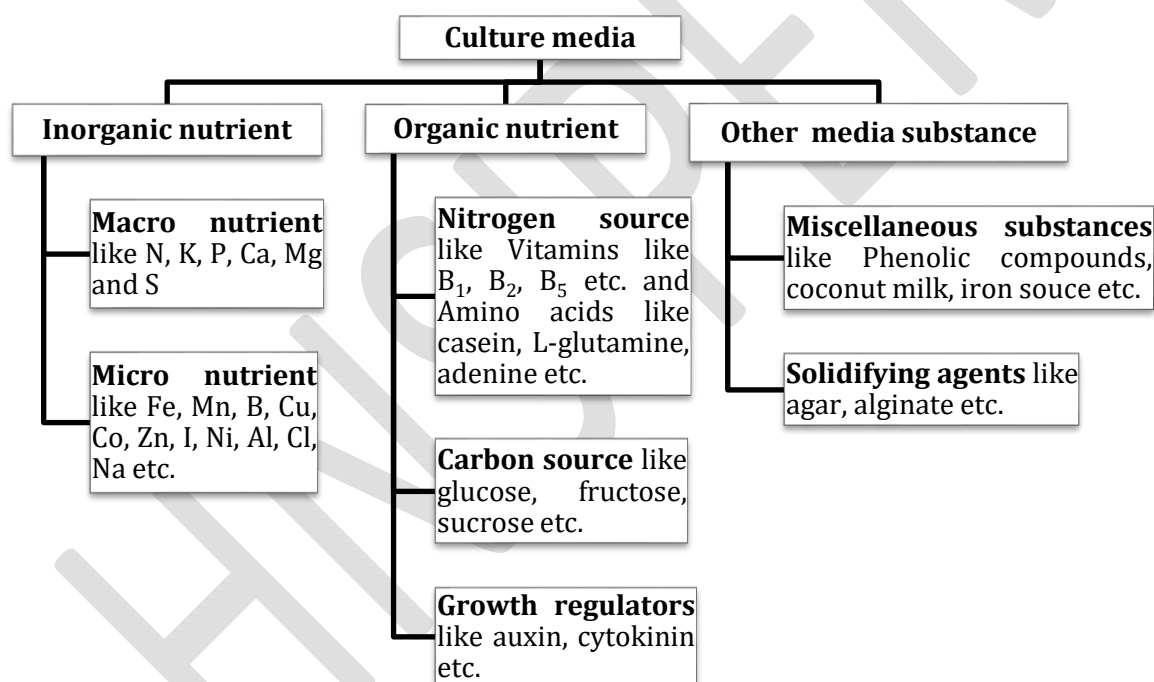 Culture media
Inorganic nutrient
Organic nutrient
Other media substance
Macro nutrient
like N, K, P, Ca, Mg
and S
Micro nutrient
like Fe, Mn, B, Cu,
Co, Zn, I, Ni, Al, Cl,
Na etc.
Nitrogen source
like Vitamins like
B₁, B₂, B₅ etc. and
Amino acids like
casein, L-glutamine,
adenine etc.
Carbon source like
glucose, fructose,
sucrose etc.
Growth regulators
like auxin, cytokinin
etc.
Miscellaneous substances
like Phenolic compounds,
coconut milk, iron souce etc.
Solidifying agents like
agar, alginate etc.